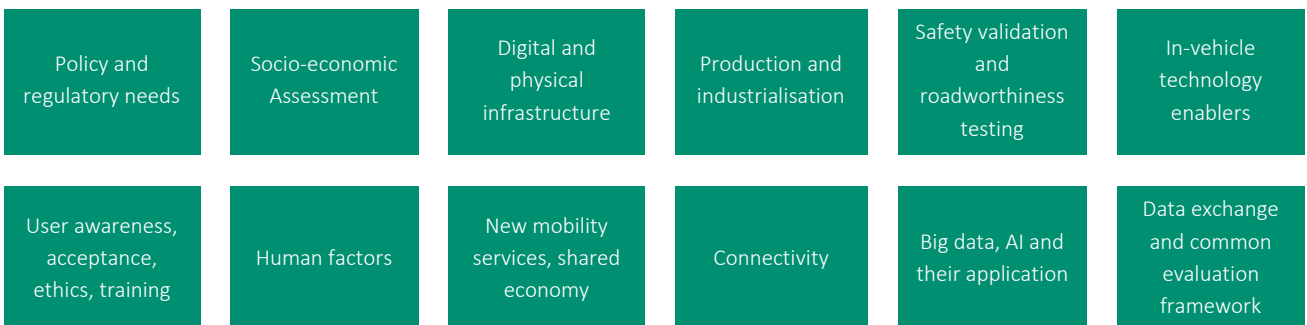 Policy and
regulatory needs
Socio-economic
Assessment
Digital and
physical
infrastructure
Production and
industrialisation
Safety validation
and
roadworthiness
testing
In-vehicle
technology
enablers
User awareness,
acceptance,
ethics, training
Human factors
New mobility
services, shared
economy
Connectivity
Big data, AI and
their application
Data exchange
and common
evaluation
framework